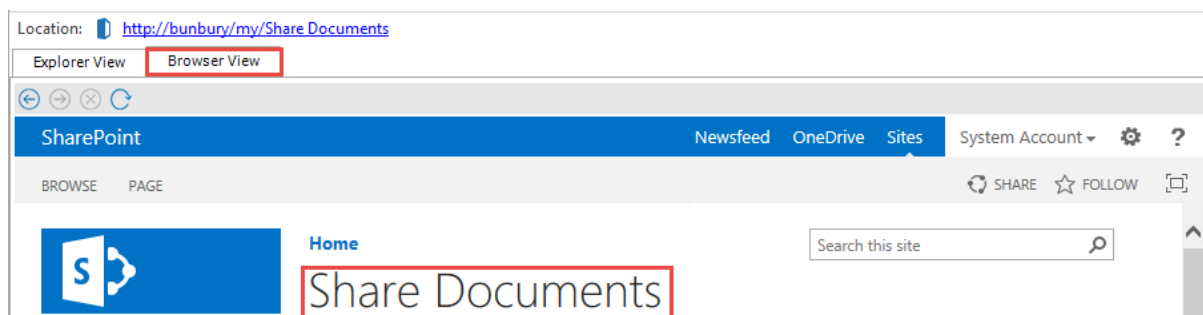 Location: http://bunbury/my/Share Documents
Explorer View Browser View
SharePoint Newsfeed OneDrive Sites System Account ?
BROWSE PAGE SHARE FOLLOW
S Home Search this site
Share Documents